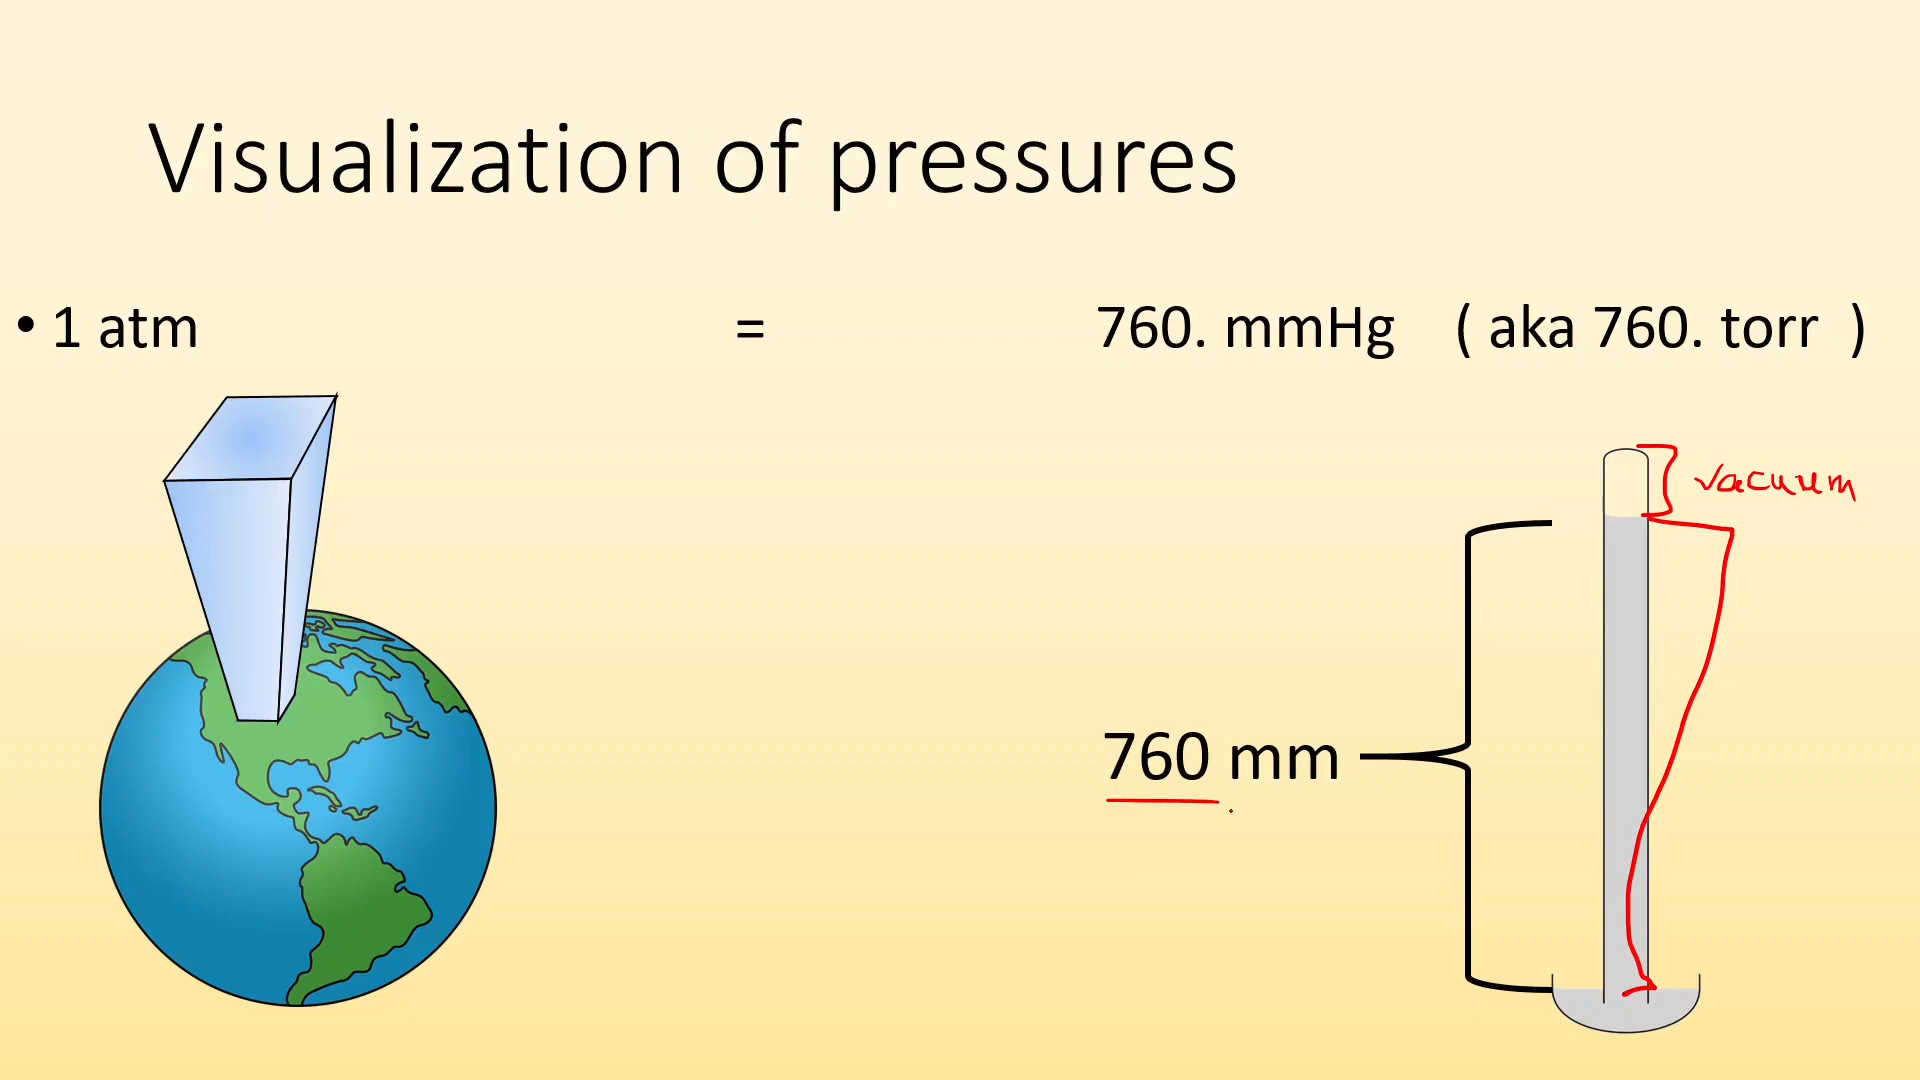 Visualization of pressures
• 1 atm = 760. mmHg ( aka 760. torr )
vacuum
760 mm